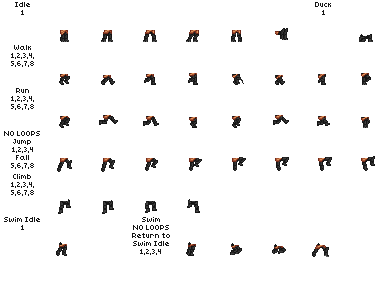 Idle
1
Duck
1
Walk
1,2,3,4,
5,6,7,8
Run
1,2,3,4,
5,6,7,8
NO LOOPS
Jump
1,2,3,4
Fall
5,6,7,8
Climb
1,2,3,4,
5,6,7,8
Swim Idle
1
Swim
NO LOOPS
Return to
Swim Idle
1,2,3,4